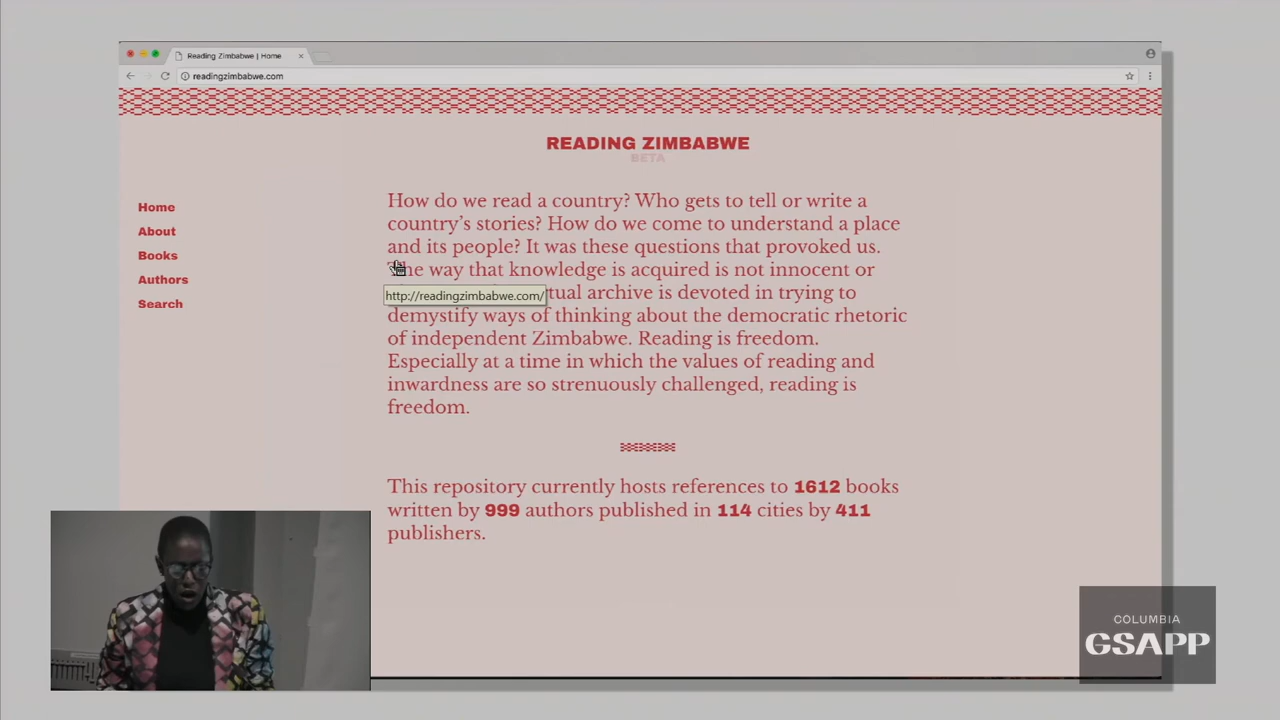 Reading Zimbabwe | Home
readingzimbabwe.com
READING ZIMBABWE
BETA
Home
About
Books
Authors
Search
How do we read a country? Who gets to tell or write a
country's stories? How do we come to understand a place
and its people? It was these questions that provoked us.
The way that knowledge is acquired is not innocent or
http://readingzimbabwe.com/
tual archive is devoted in trying to
demystify ways of thinking about the democratic rhetoric
of independent Zimbabwe. Reading is freedom.
Especially at a time in which the values of reading and
inwardness are so strenuously challenged, reading is
freedom.
This repository currently hosts references to 1612 books
written by 999 authors published in 114 cities by 411
publishers.
COLUMBIA
GSAPP